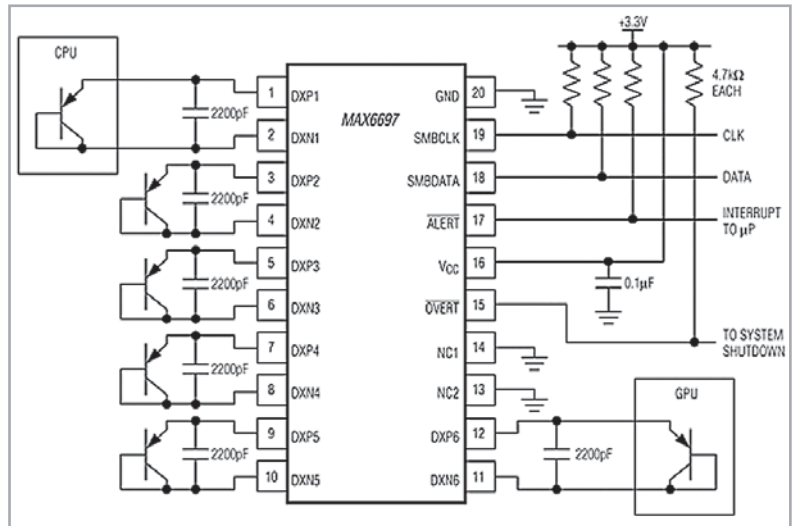 CPU
2200pF
1
DXP1
2
DXN1
2200pF
3
DXP2
4
DXN2
2200pF
5
DXP3
6
DXN3
2200pF
7
DXP4
8
DXN4
2200pF
9
DXP5
10
DXN5
MAX6697
GND
20
SMBCLK
19
SMBDATA
18
ALERT
17
VCC
16
OVERT
15
NC1
14
NC2
13
DXP6
12
DXN6
11
+3.3V
4.7kΩ
EACH
CLK
DATA
INTERRUPT
TO μP
0.1μF
TO SYSTEM
SHUTDOWN
GPU
2200pF